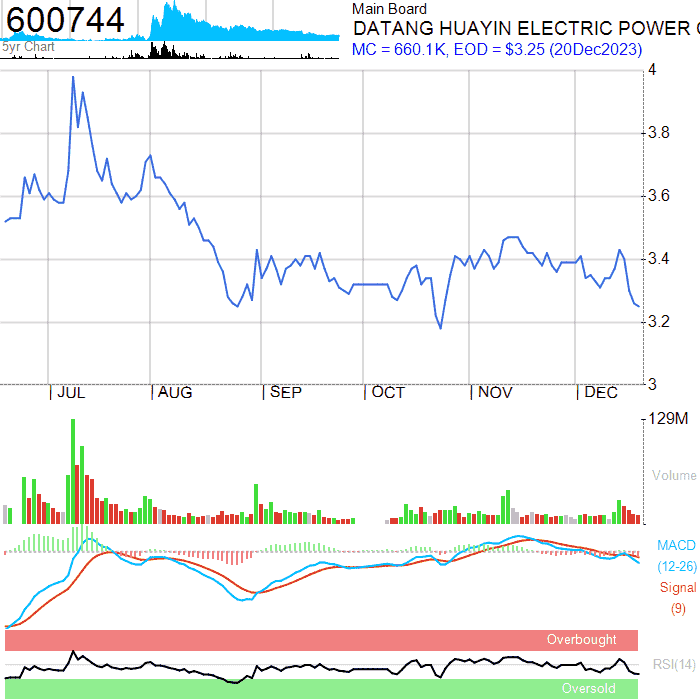 600744
5yr Chart
Main Board
DATANG HUAYIN ELECTRIC POWER
MC = 660.1K, EOD = $3.25 (20Dec2023)
4
3.8
3.6
3.4
3.2
3
JUL AUG SEP OCT NOV DEC
129M
Volume
MACD
(12-26)
Signal
(9)
Overbought
RSI(14)
Oversold